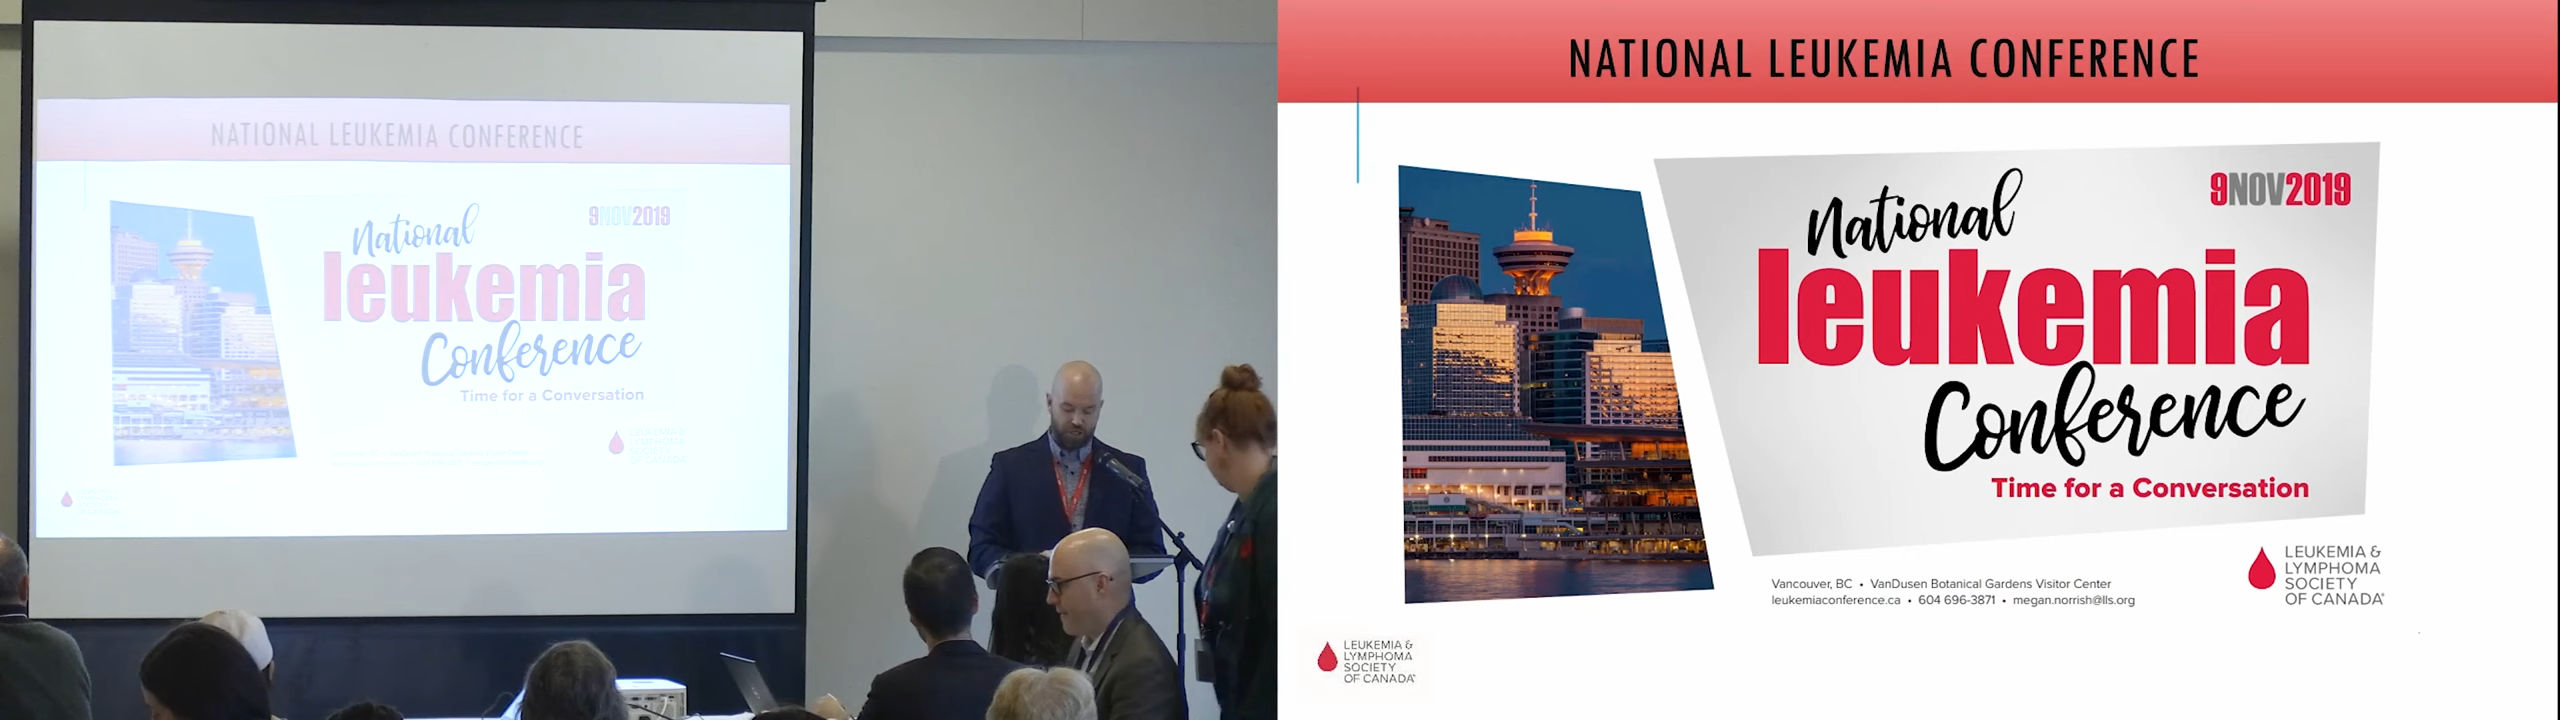 NATIONAL LEUKEMIA CONFERENCE
9NOV2019
National
leukemia
Conference
Time for a Conversation
NATIONAL LEUKEMIA CONFERENCE
9NOV2019
National
leukemia
Conference
Time for a Conversation
Vancouver, BC • VanDusen Botanical Gardens Visitor Center
leukemiaconference.ca • 604 696-3871 • megan.norrish@lls.org
LEUKEMIA &
LYMPHOMA
SOCIETY
OF CANADA
LEUKEMIA &
LYMPHOMA
SOCIETY
OF CANADA